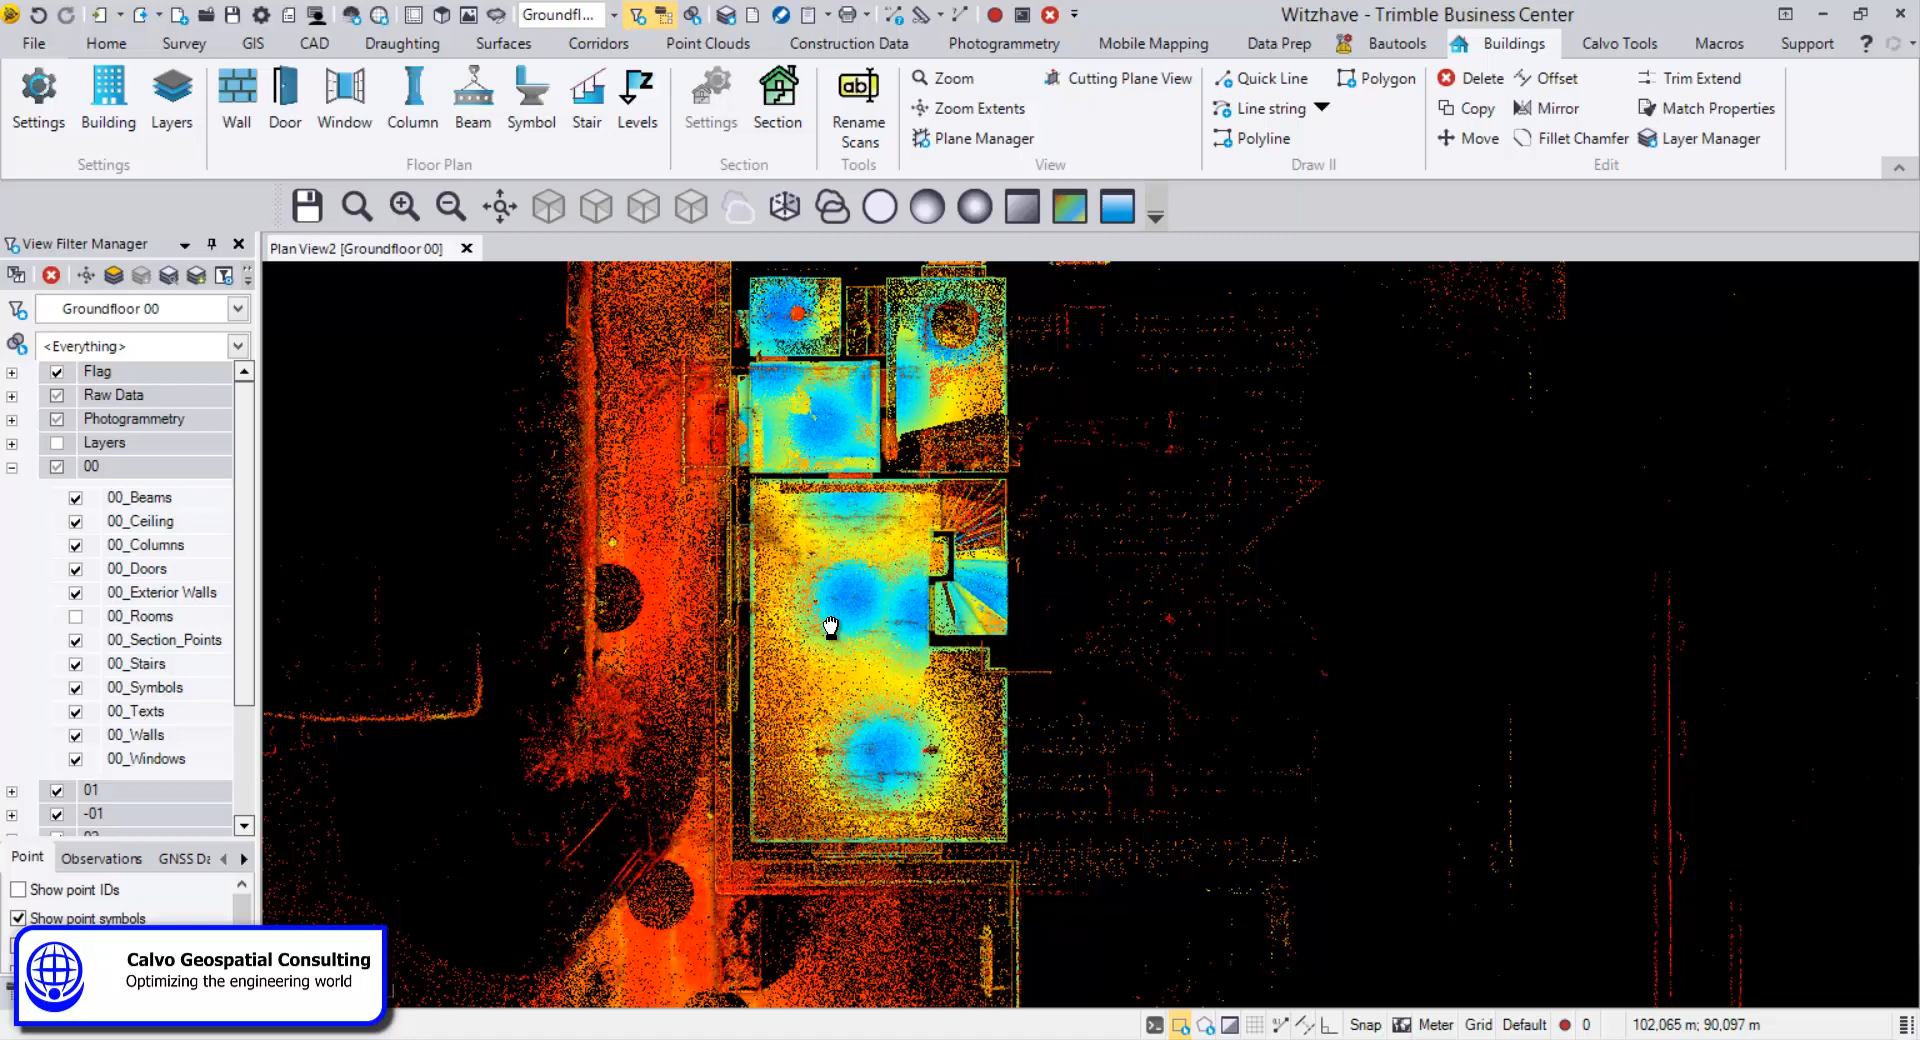 Groundfl...
Witzhave - Trimble Business Center
File Home Survey GIS CAD Draughting Surfaces Corridors Point Clouds Construction Data Photogrammetry Mobile Mapping Data Prep Bautools Buildings Calvo Tools Macros Support
Settings Building Layers Wall Door Window Column Beam Symbol Stair Levels Settings Section Rename Scans
Zoom Cutting Plane View
Zoom Extents
Plane Manager
Quick Line Polygon
Line string
Polyline
Delete Offset Trim Extend
Copy Mirror Match Properties
Move Fillet Chamfer Layer Manager
Settings Floor Plan Section Tools View Draw II Edit
View Filter Manager
Plan View2 [Groundfloor 00]
Groundfloor 00
<Everything>
Flag
Raw Data
Photogrammetry
Layers
00
00_Beams
00_Ceiling
00_Columns
00_Doors
00_Exterior Walls
00_Rooms
00_Section_Points
00_Stairs
00_Symbols
00_Texts
00_Walls
00_Windows
01
-01
Point Observations GNSS Da
Show point IDs
Show point symbols
Calvo Geospatial Consulting
Optimizing the engineering world
Snap Meter Grid Default 0 102,065 m; 90,097 m